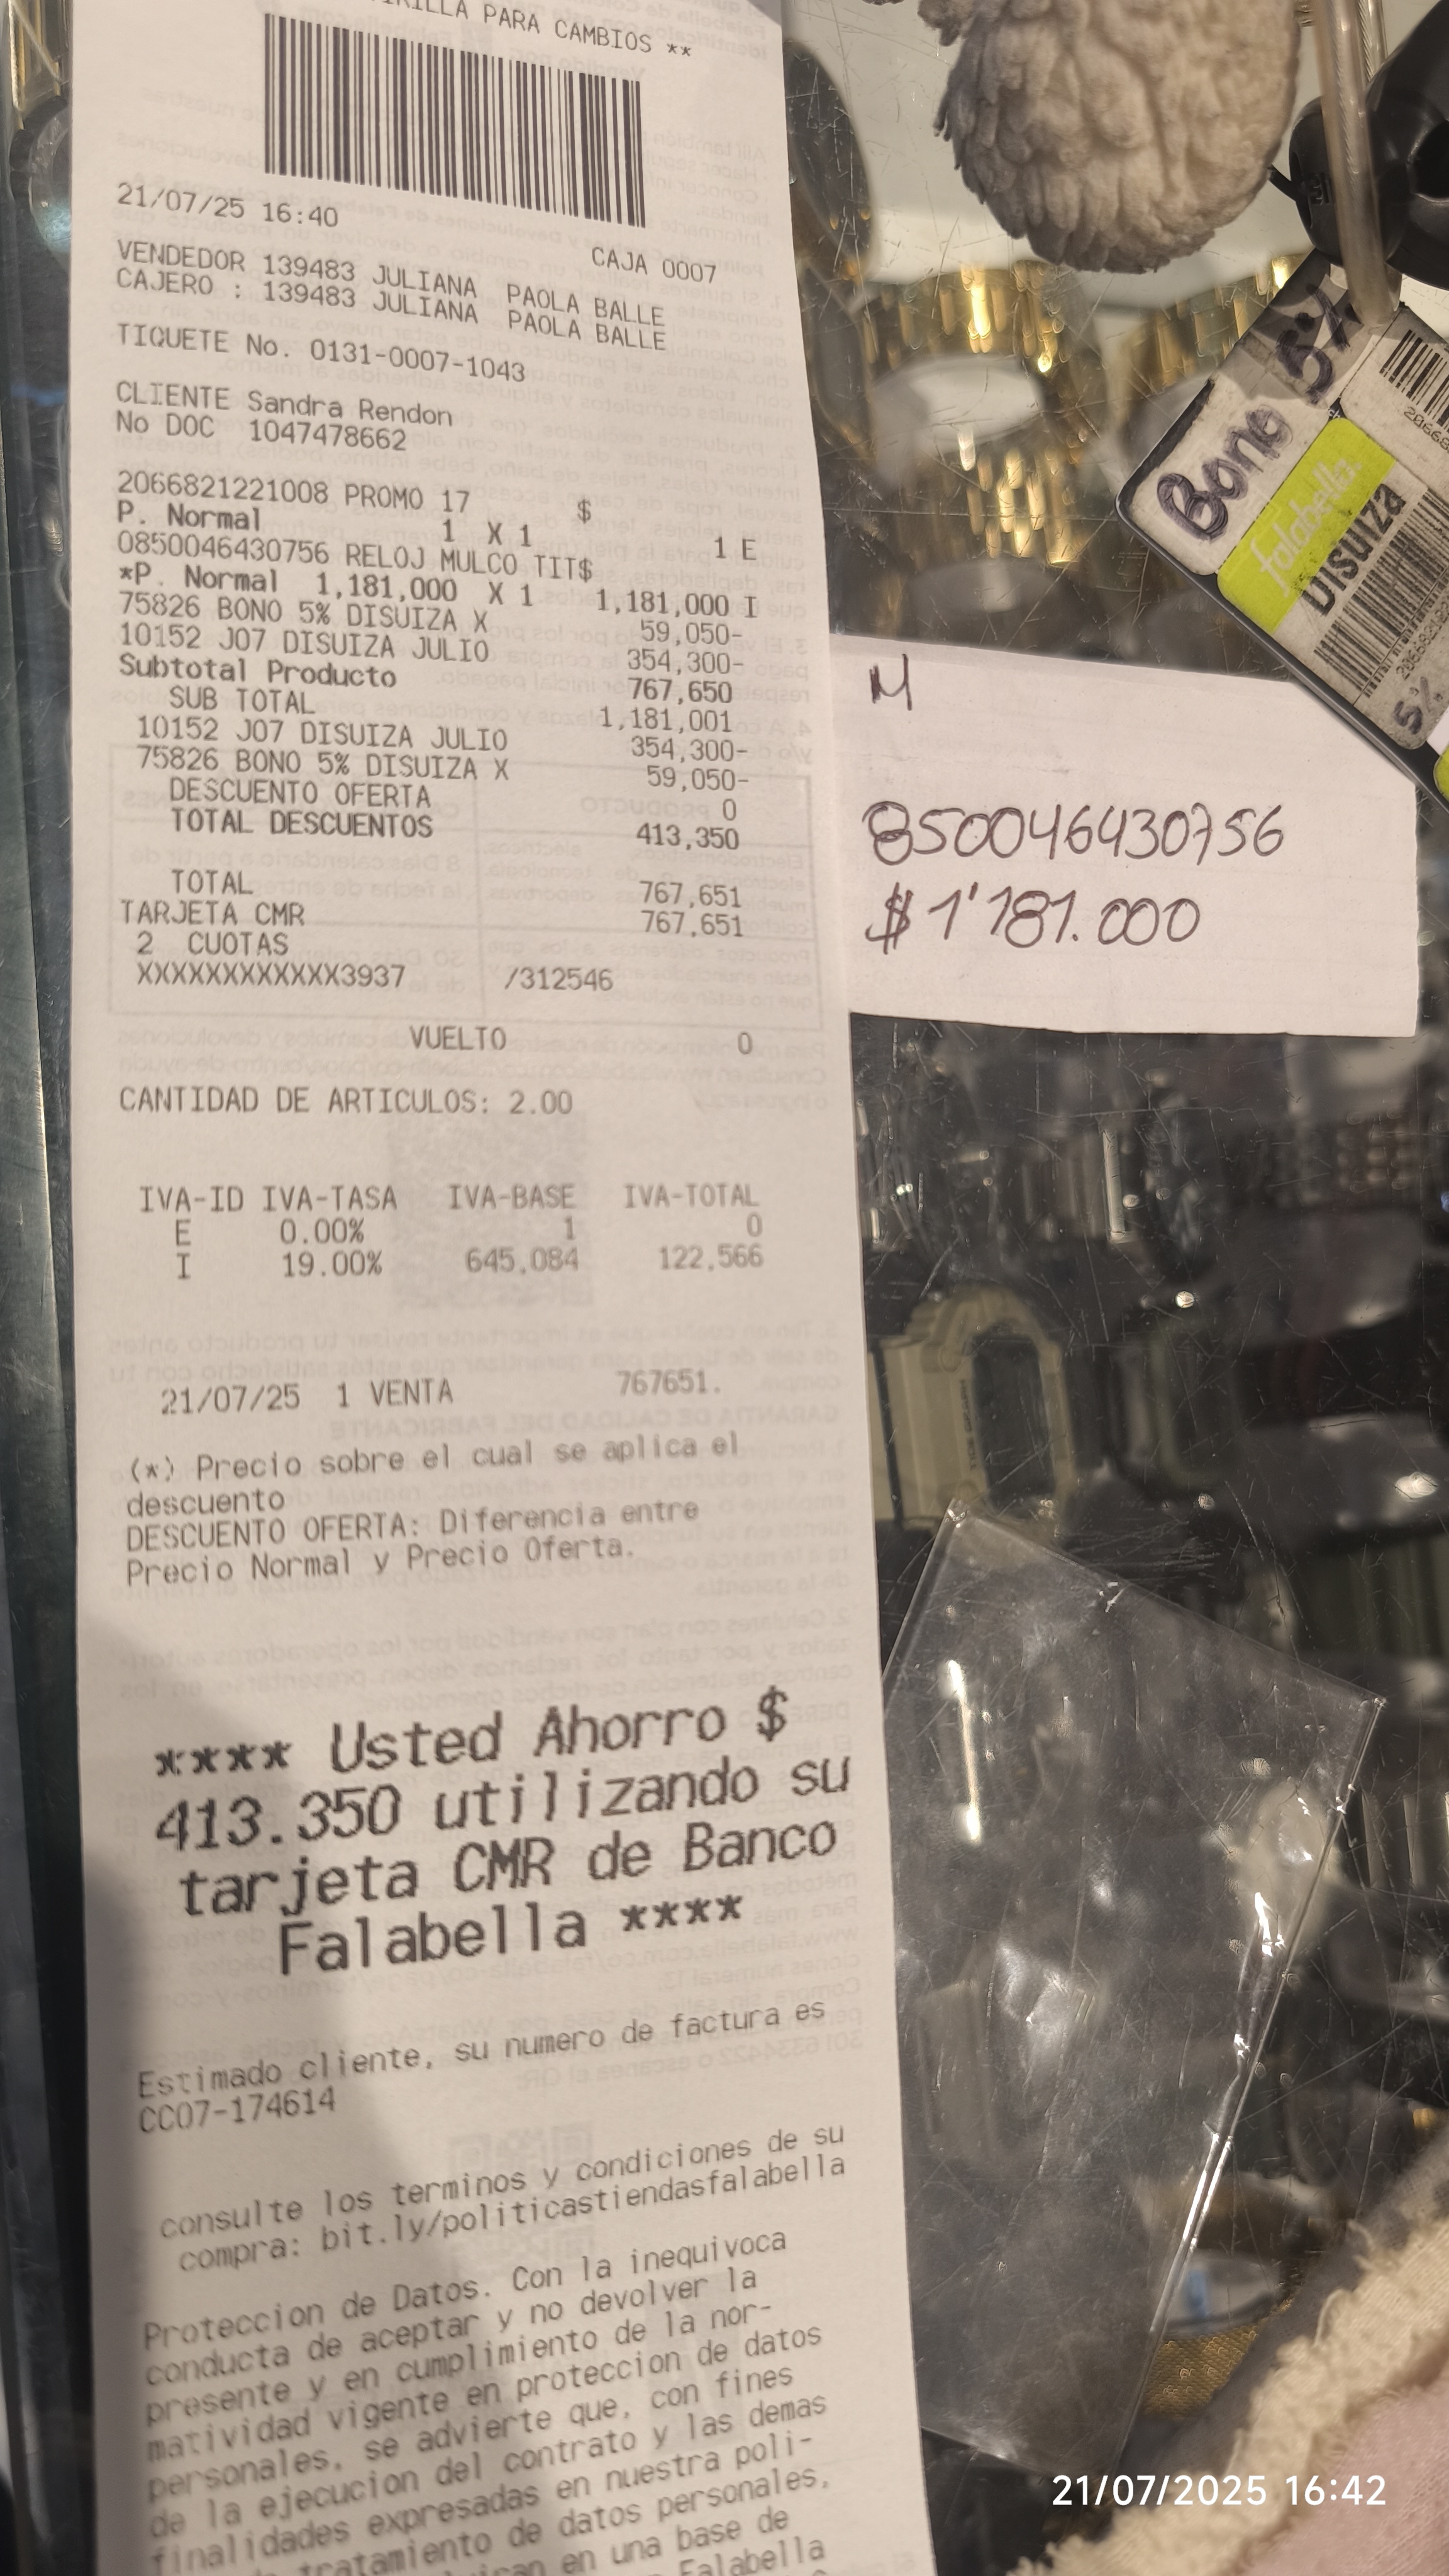 PARA CAMBIOS **
21/07/25 16:40
CAJA 0007
VENDEDOR 139483 JULIANA PAOLA BALLE
CAJERO : 139483 JULIANA PAOLA BALLE
TIQUETE No. 0131-0007-1043
CLIENTE Sandra Rendon
No DOC 1047478662
2066821221008 PROMO 17 $
P. Normal 1 X 1 1 E
0850046430756 RELOJ MULCO TIT$
*P. Normal 1,181,000 X 1 1,181,000 I
75826 BONO 5% DISUIZA X 59,050-
10152 J07 DISUIZA JULIO 354,300-
Subtotal Producto 767,650
SUB TOTAL 1,181,001
10152 J07 DISUIZA JULIO 354,300-
75826 BONO 5% DISUIZA X 59,050-
DESCUENTO OFERTA 0
TOTAL DESCUENTOS 413,350
TOTAL 767,651
TARJETA CMR 767,651
2 CUOTAS
XXXXXXXXXXXX3937 /312546
VUELTO 0
CANTIDAD DE ARTICULOS: 2.00
IVA-ID IVA-TASA IVA-BASE IVA-TOTAL
E 0.00% 1 0
I 19.00% 645,084 122,566
21/07/25 1 VENTA 767651.
(*) Precio sobre el cual se aplica el
descuento
DESCUENTO OFERTA: Diferencia entre
Precio Normal y Precio Oferta.
**** Usted Ahorro $
413.350 utilizando su
tarjeta CMR de Banco
Falabella ****
Estimado cliente, su numero de factura es
CC07-174614
consulte los terminos y condiciones de su
compra: bit.ly/politicastiendasfalabella
Proteccion de Datos. Con la inequivoca
conducta de aceptar y no devolver la
presente y en cumplimiento de la nor-
matividad vigente en proteccion de datos
personales, se advierte que, con fines
de la ejecucion del contrato y las demas
finalidades expresadas en nuestra poli-
tratamiento de datos personales,
en una base de
Falabella
Bono 5%
falabella.
Disuiza
5%
M
850046430756
$1'181.000
21/07/2025 16:42